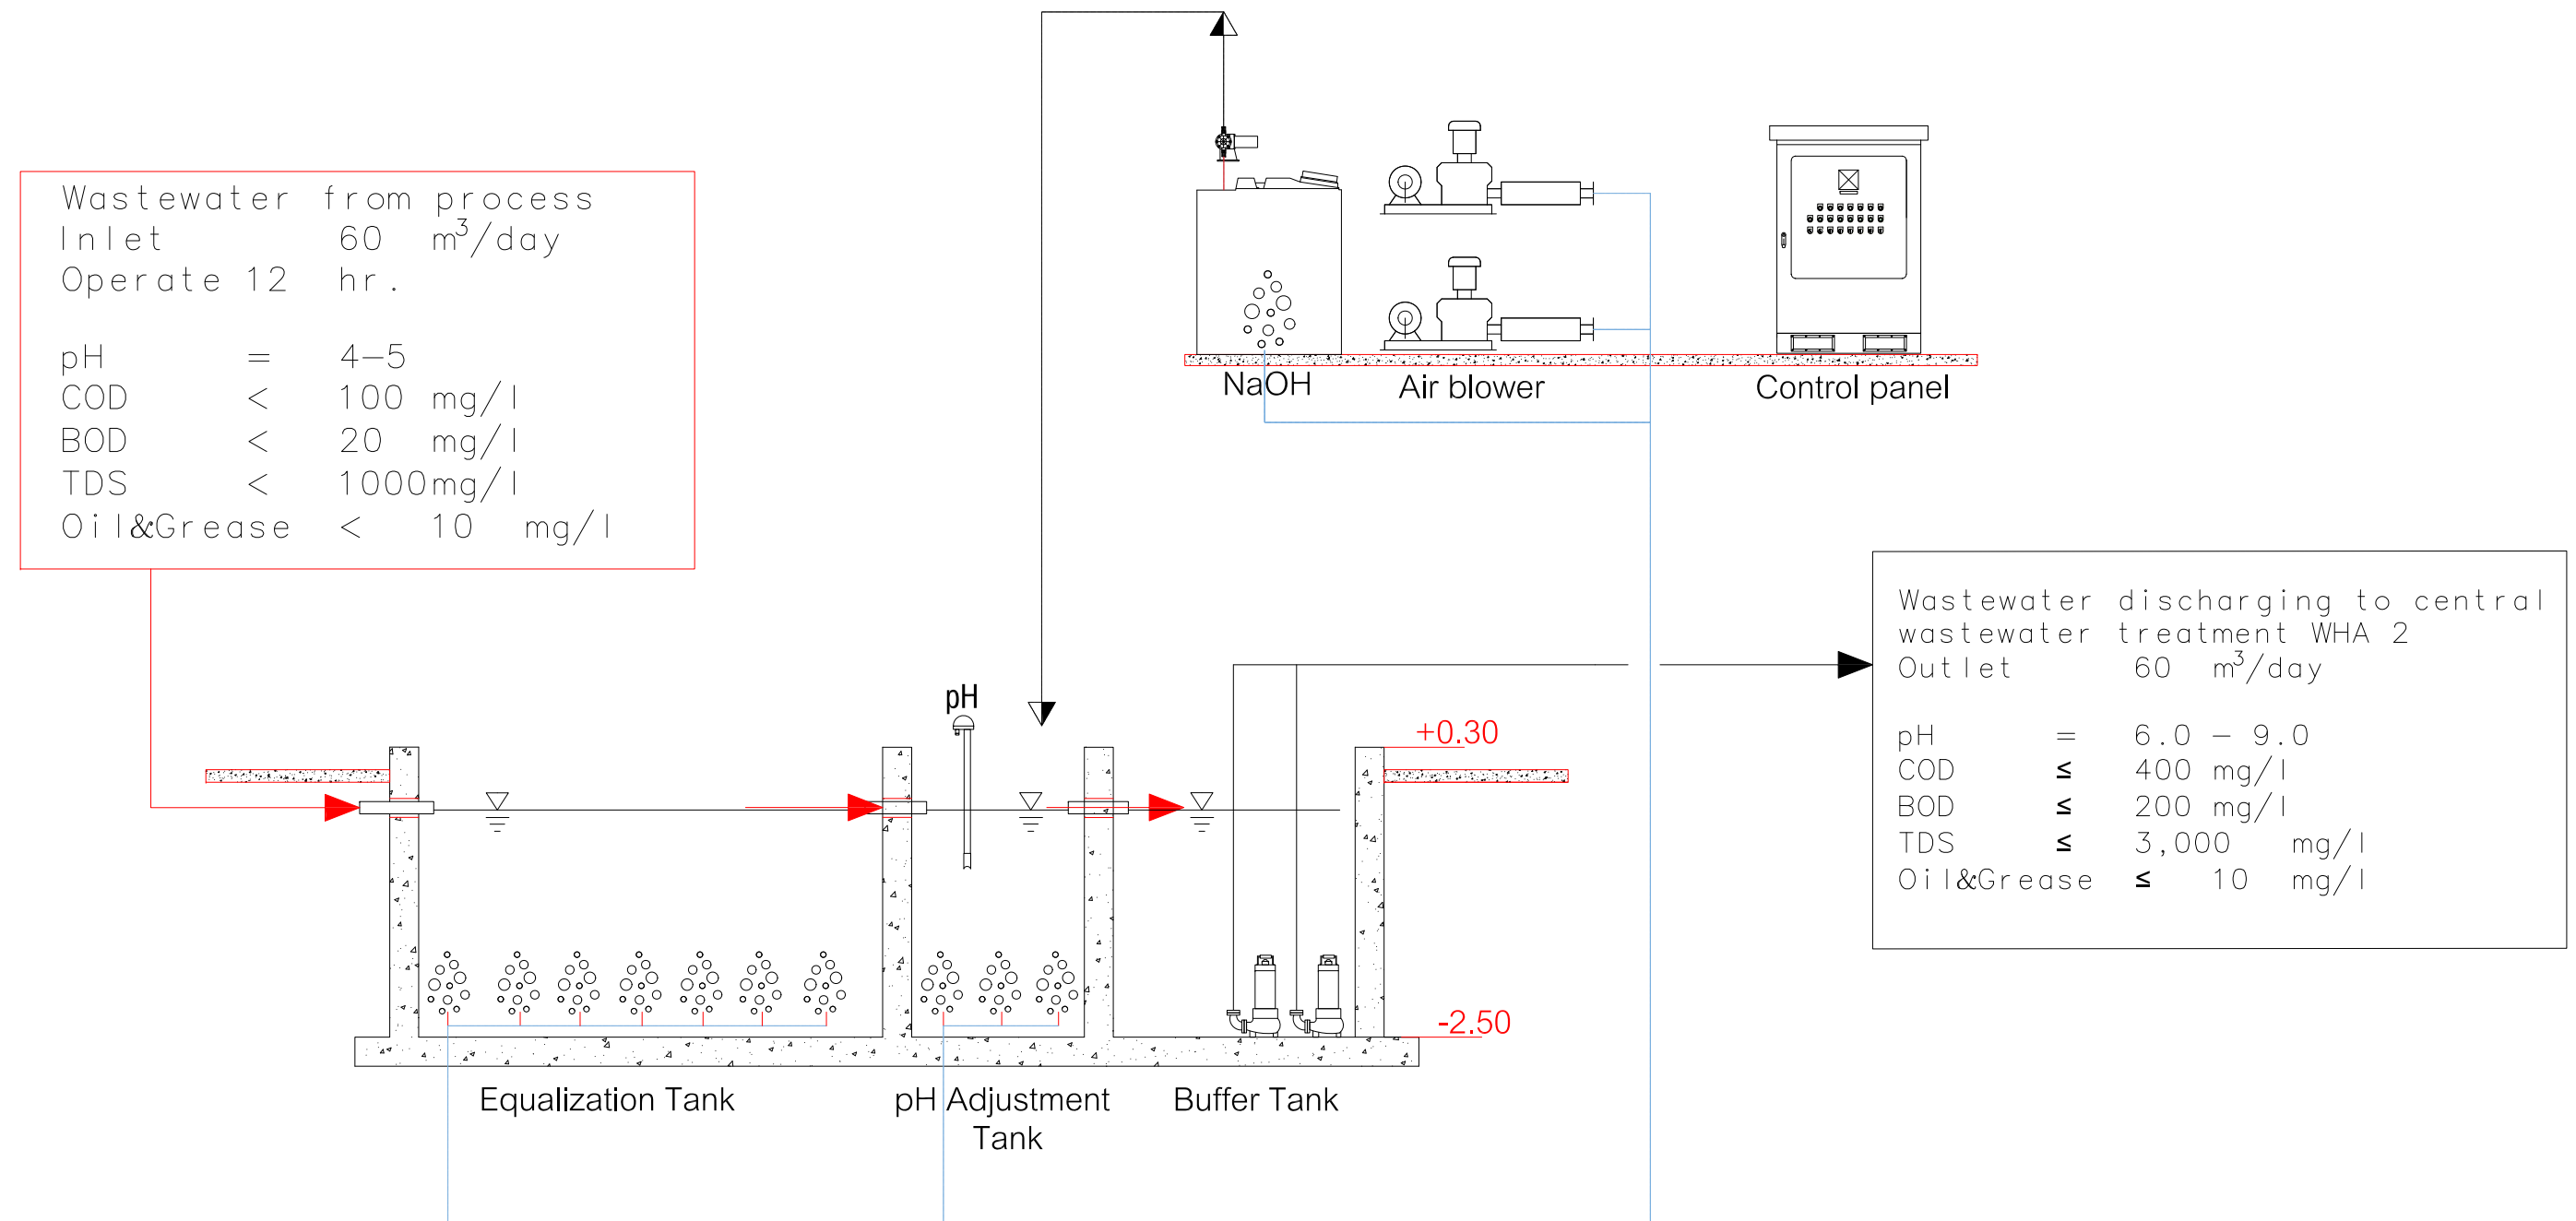 Wastewater from process
Inlet 60 m³/day
Operate 12 hr.
pH = 4-5
COD < 100 mg/l
BOD < 20 mg/l
TDS < 1000mg/l
Oil&Grease < 10 mg/l
NaOH
Air blower
Control panel
Wastewater discharging to central
wastewater treatment WHA 2
Outlet 60 m³/day
pH = 6.0 - 9.0
COD ≤ 400 mg/l
BOD ≤ 200 mg/l
TDS ≤ 3,000 mg/l
Oil&Grease ≤ 10 mg/l
pH
+0.30
-2.50
Equalization Tank
pH Adjustment
Tank
Buffer Tank